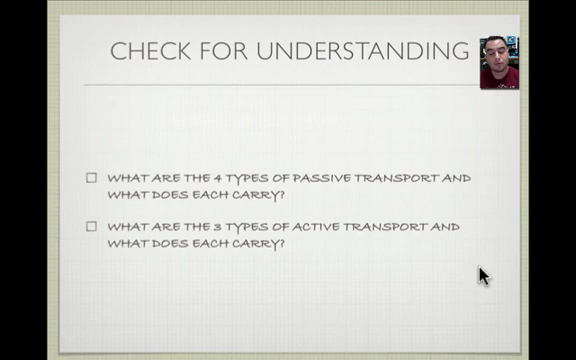 CHECK FOR UNDERSTANDING
WHAT ARE THE 4 TYPES OF PASSIVE TRANSPORT AND
WHAT DOES EACH CARRY?
WHAT ARE THE 3 TYPES OF ACTIVE TRANSPORT AND
WHAT DOES EACH CARRY?